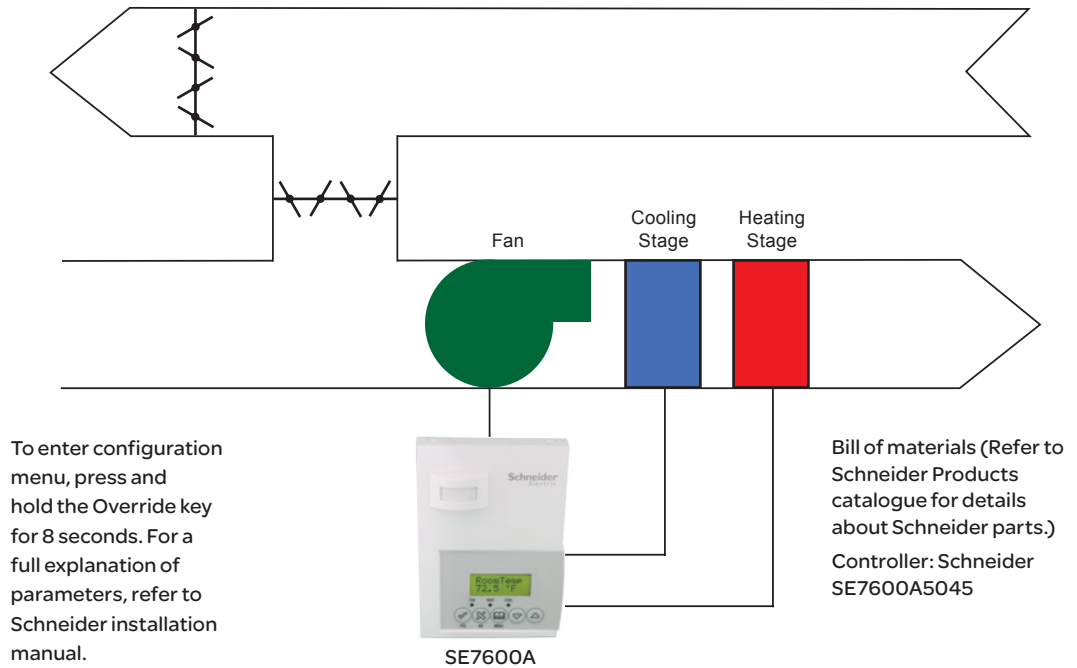 Fan
Cooling
Stage
Heating
Stage
To enter configuration
menu, press and
hold the Override key
for 8 seconds. For a
full explanation of
parameters, refer to
Schneider installation
manual.
Schneider
Electric
RoomTemp
72.5 °F
SE7600A
Bill of materials (Refer to
Schneider Products
catalogue for details
about Schneider parts.)
Controller: Schneider
SE7600A5045